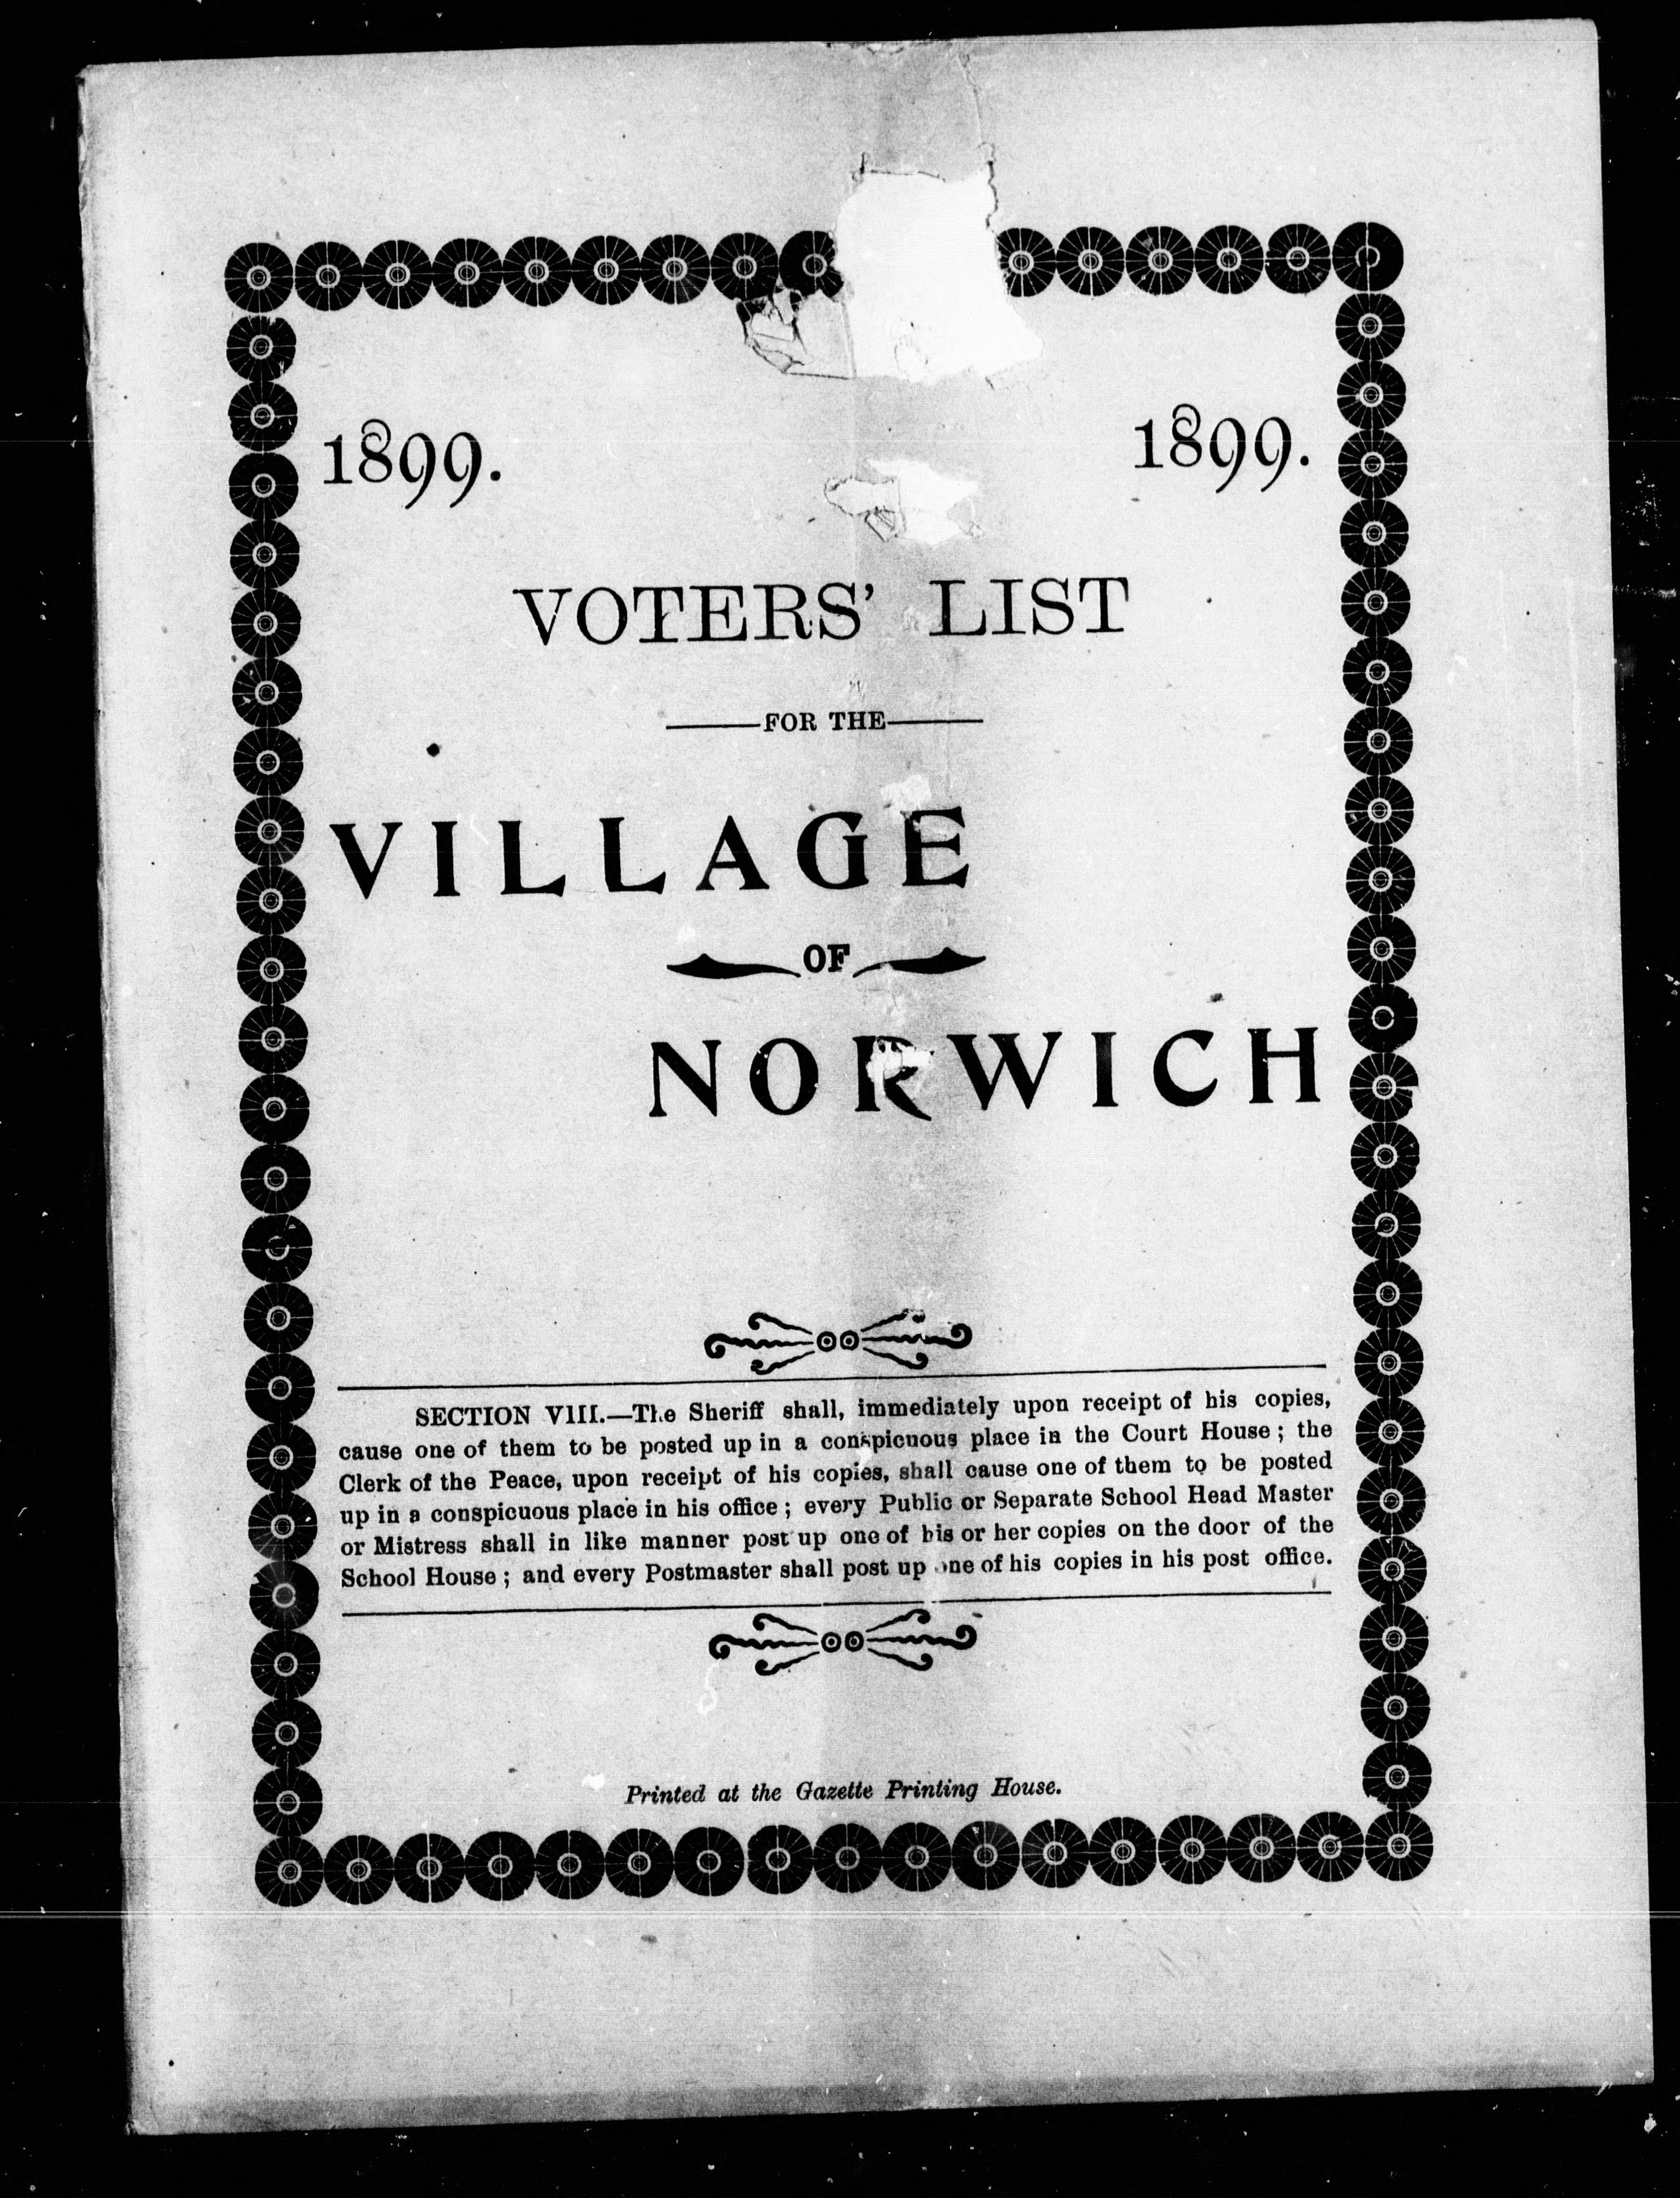 1899. 1899.
VOTERS' LIST
FOR THE
VILLAGE
OF
NORWICH
SECTION VIII.—The Sheriff shall, immediately upon receipt of his copies,
cause one of them to be posted up in a conspicuous place in the Court House; the
Clerk of the Peace, upon receipt of his copies, shall cause one of them to be posted
up in a conspicuous place in his office; every Public or Separate School Head Master
or Mistress shall in like manner post up one of his or her copies on the door of the
School House; and every Postmaster shall post up one of his copies in his post office.
Printed at the Gazette Printing House.